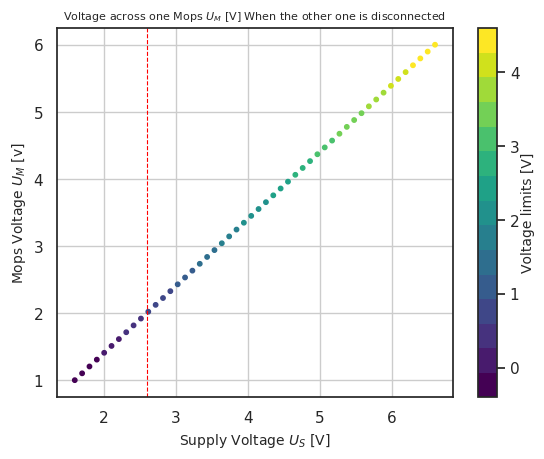 Voltage across one Mops U_M [V] When the other one is disconnected
6
5
4
3
2
1
Mops Voltage U_M [v]
2 3 4 5 6
Supply Voltage U_S [V]
4
3
2
1
0
Voltage limits [V]